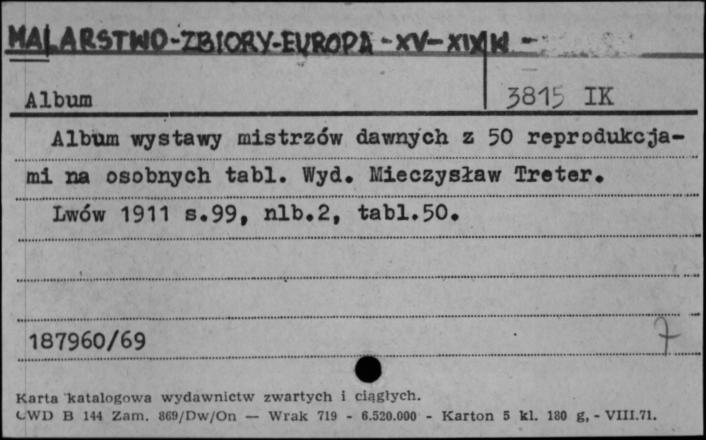 MALARSTWO-ZBIORY-EUROPA-XV-XIX W -
Album
3815 IK
Album wystawy mistrzów dawnych z 50 reprodukcja-
mi na osobnych tabl. Wyd. Mieczysław Treter.
Lwów 1911 s.99, nlb.2, tabl.50.
187960/69
7
Karta katalogowa wydawnictw zwartych i ciągłych.
CWD B 144 Zam. 869/Dw/On — Wrak 719 - 6.520.000 - Karton 5 kl. 180 g, - VIII.71.